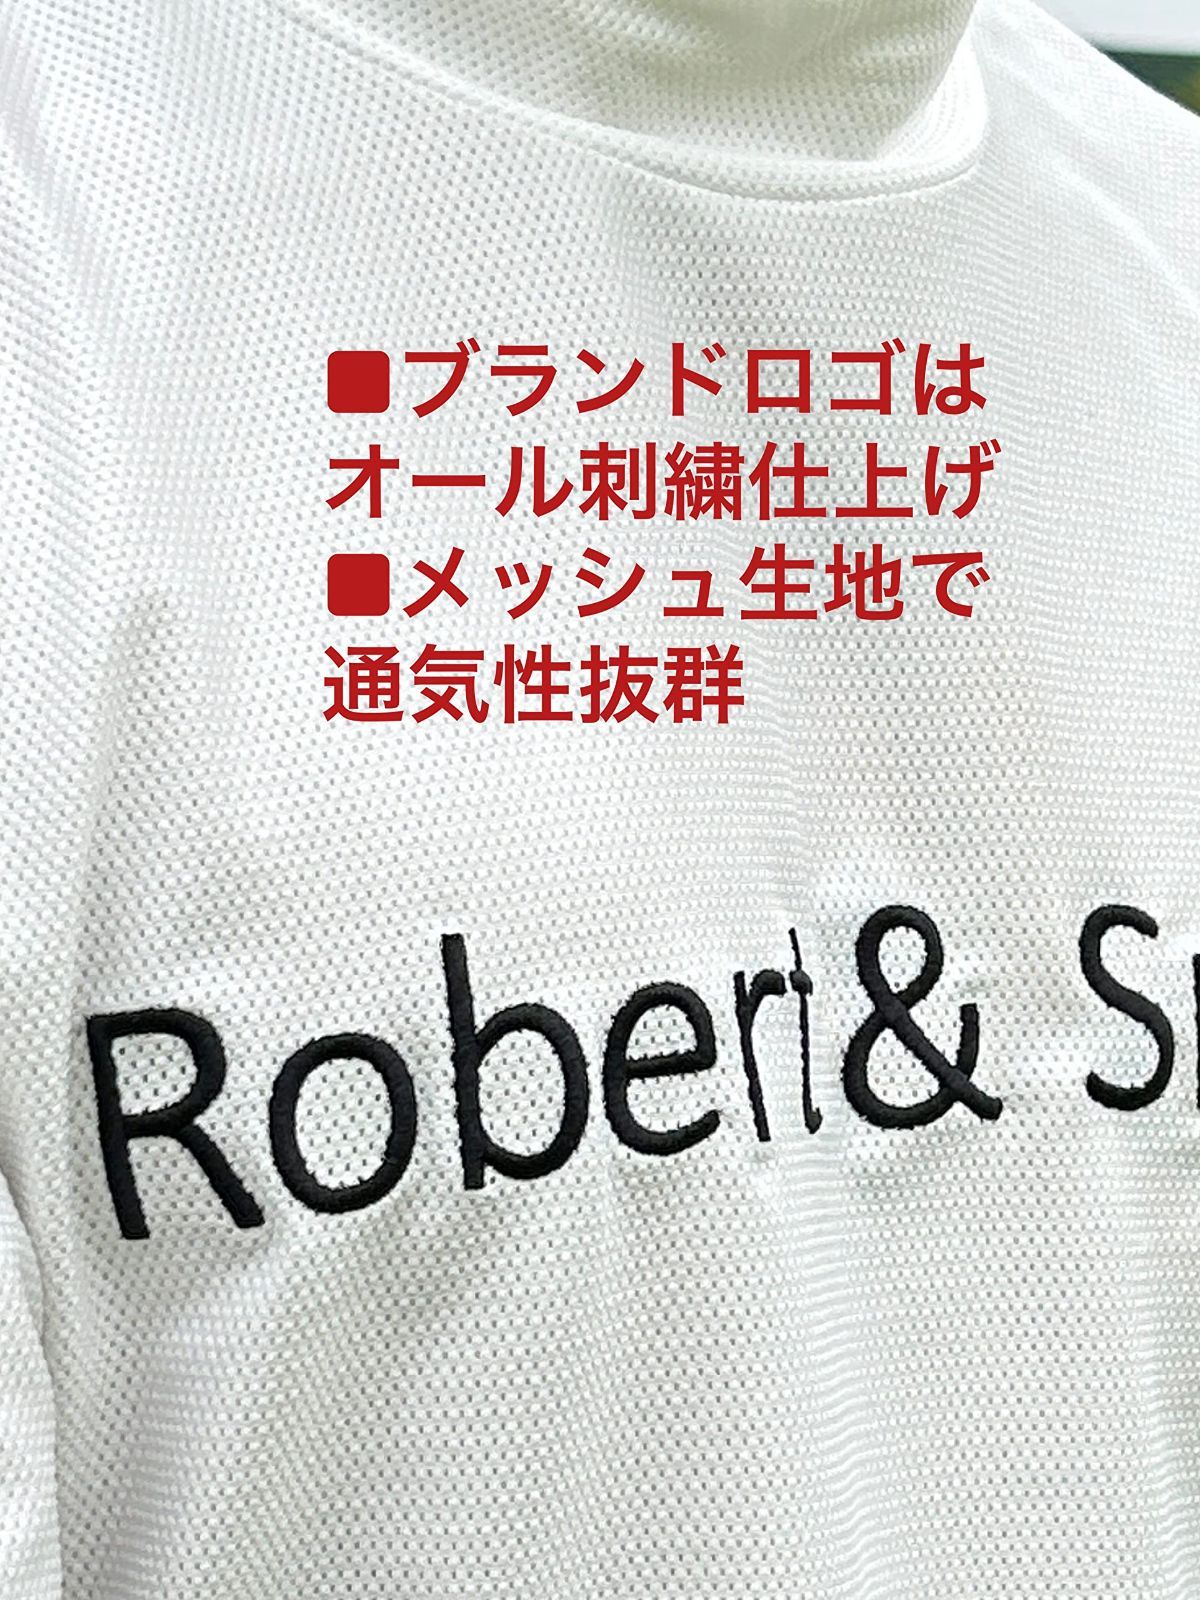 ■ブランドロゴは
オール刺繍仕上げ
■メッシュ生地で
通気性抜群
Roberi& S